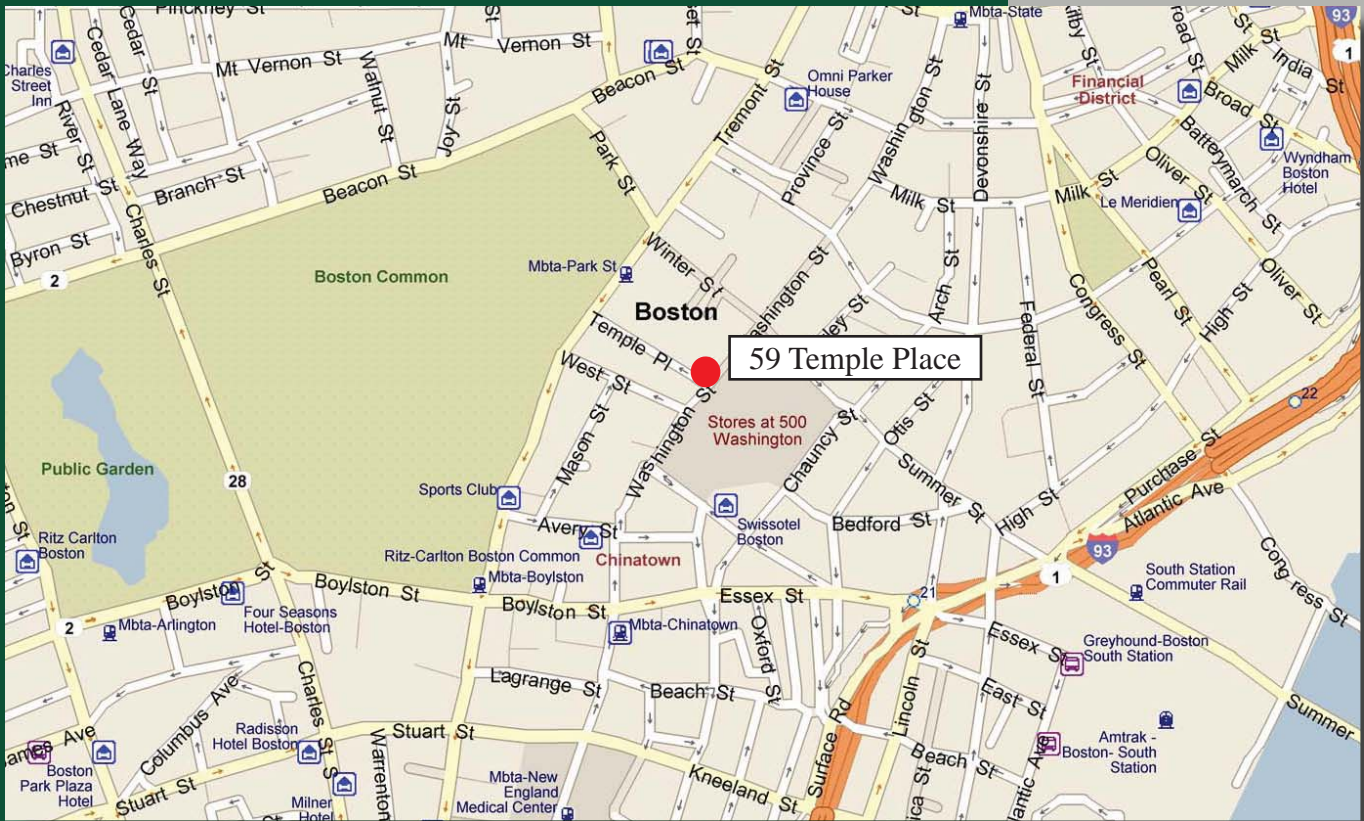 Pinckney St
St
Mbta-State
Kilby St
Broad St
St
93
1
Cedar St
Cedar Lane Way
Charles
Street
Inn
Mt Vernon St
Mt Vernon St
Walnut St
Joy St
Beacon St
Tremont St
Omni Parker
House
Washington St
Devonshire St
Financial
District
Milk St
India
St
Broad St
Batterymarch St
Wyndham
Boston
Hotel
River St
Chestnut St
Branch St
Beacon St
Park St
Province St
Milk St
Milk St
Oliver St
Le Meridien
Byron St
2
Charles St
Boston Common
Mbta-Park St
Winter St
Boston
Washington St
Arch St
Federal St
Congress St
Pearl St
High St
Oliver St
Temple Pl
59 Temple Place
West St
Mason St
Washington St
Stores at 500
Washington
Chauncy St
Otis St
Summer St
22
Public Garden
28
Sports Club
Avery St
Swissotel
Boston
Bedford St
High St
Purchase St
Atlantic Ave
93
1
Ritz Carlton
Boston
Ritz-Carlton Boston Common
Chinatown
Mbta-Boylston
Boylston St
Boylston St
Boylston St
Essex St
21
South Station
Commuter Rail
Congress St
Four Seasons
Hotel-Boston
2
Mbta-Arlington
Mbta-Chinatown
Oxford St
Essex St
Greyhound-Boston
South Station
Lagrange St
Beach St
East St
Lincoln St
Summer
Columbus Ave
Charles St S
Radisson
Hotel Boston
Stuart St
Surface Rd
Beach St
Amtrak -
Boston- South
Station
Boston
Park Plaza
Hotel
Stuart St
Milner
Hotel
Warrenton
Mbta-New
England
Medical Center
Kneeland St